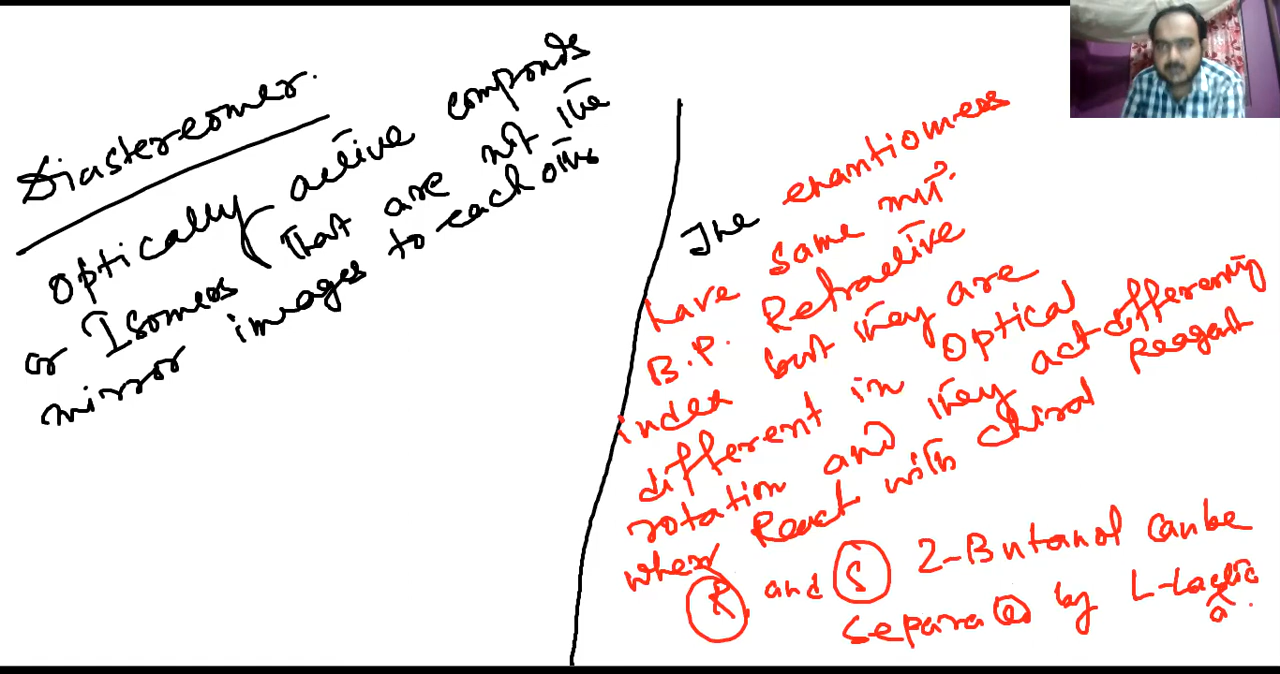 Diastereomer.
Optically active componds
or Isomers that are not the
mirror images to each other
The enantiomers
have same m.pt.
B.P. Refractive
index but they are
different in Optical
rotation and they act differently
when React with chiral Reagent
R and S 2-Butanol can be
separated by L-Lactic
a.